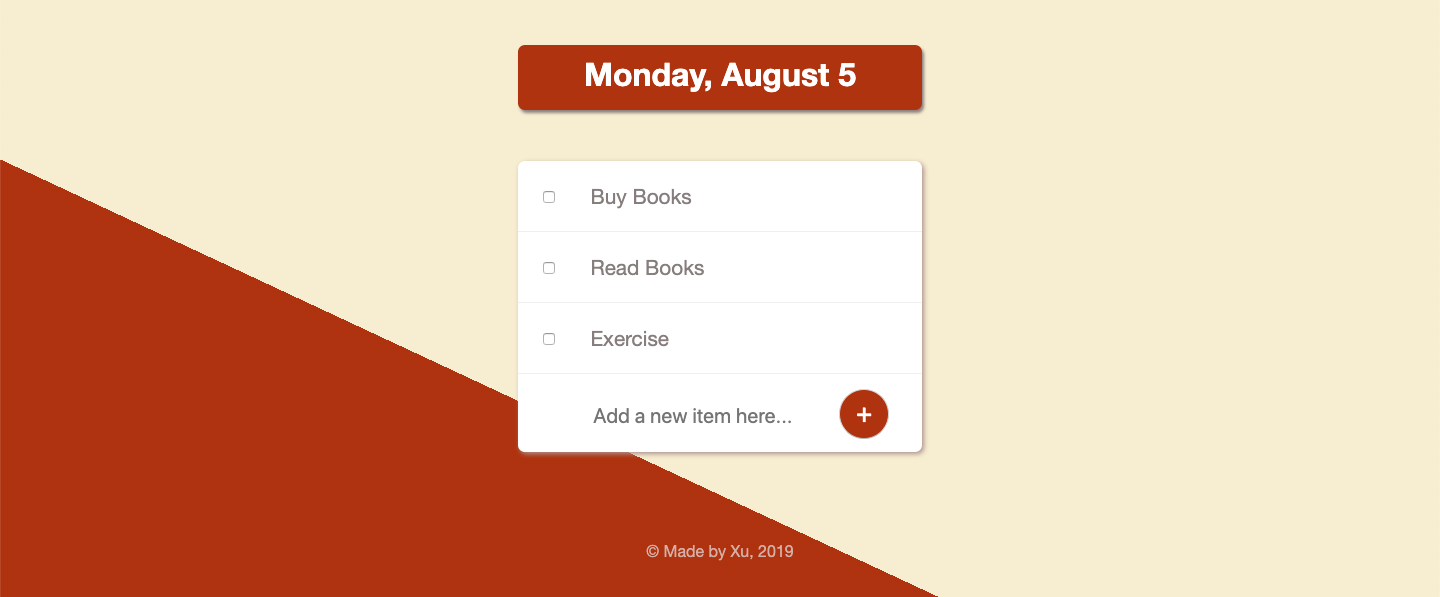 Monday, August 5
Buy Books
Read Books
Exercise
Add a new item here...
+
© Made by Xu, 2019